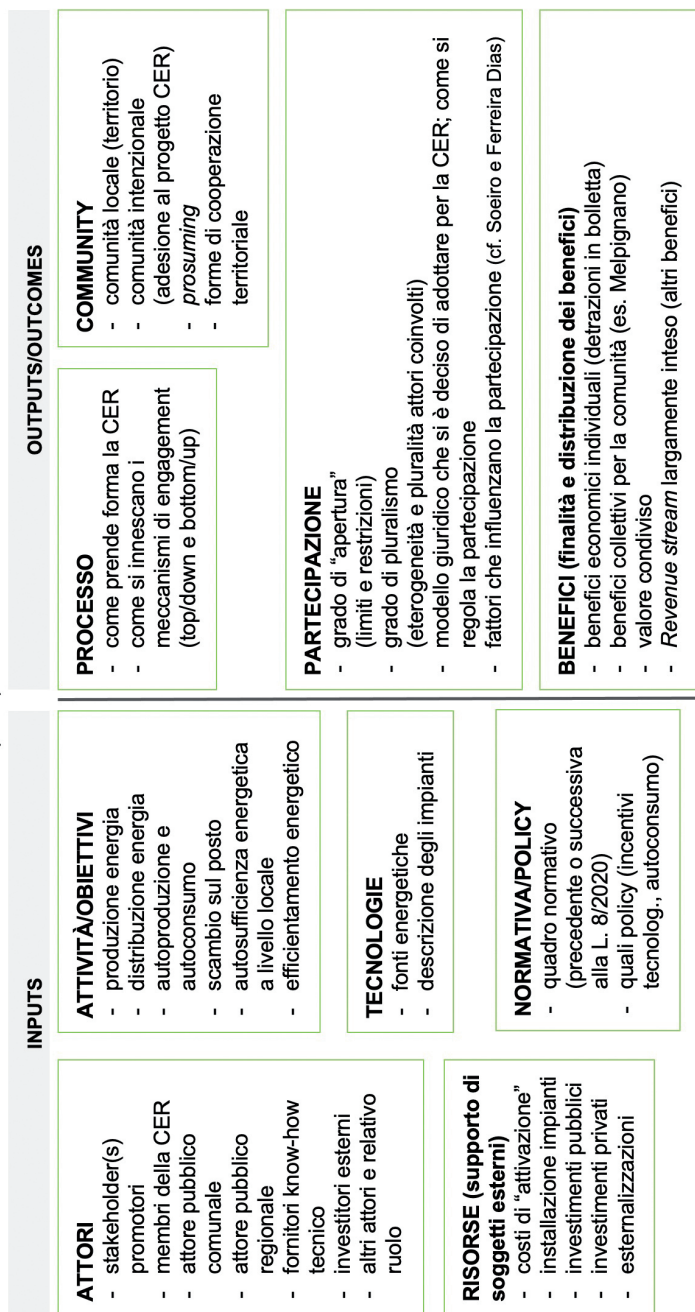 INPUTS
ATTORI
- stakeholder(s)
promotori
- membri della CER
- attore pubblico
comunale
- attore pubblico
regionale
- fornitori know-how
tecnico
- investitori esterni
- altri attori e relativo
ruolo
RISORSE (supporto di
soggetti esterni)
- costi di “attivazione”
- installazione impianti
- investimenti pubblici
- investimenti privati
- esternalizzazioni
ATTIVITÀ/OBIETTIVI
- produzione energia
- distribuzione energia
- autoproduzione e
autoconsumo
- scambio sul posto
- autosufficienza energetica
a livello locale
- efficientamento energetico
TECNOLOGIE
- fonti energetiche
- descrizione degli impianti
NORMATIVA/POLICY
- quadro normativo
(precedente o successiva
alla L. 8/2020)
- quali policy (incentivi
tecnolog., autoconsumo)
OUTPUTS/OUTCOMES
PROCESSO
- come prende forma la CER
- come si innescano i
meccanismi di engagement
(top/down e bottom/up)
COMMUNITY
- comunità locale (territorio)
- comunità intenzionale
(adesione al progetto CER)
- prosuming
- forme di cooperazione
territoriale
PARTECIPAZIONE
- grado di “apertura”
(limiti e restrizioni)
- grado di pluralismo
(eterogeneità e pluralità attori coinvolti)
- modello giuridico che si è deciso di adottare per la CER; come si
regola la partecipazione
- fattori che influenzano la partecipazione (cf. Soeiro e Ferreira Dias)
BENEFICI (finalità e distribuzione dei benefici)
- benefici economici individuali (detrazioni in bolletta)
- benefici collettivi per la comunità (es. Melpignano)
- valore condiviso
- Revenue stream largamente inteso (altri benefici)